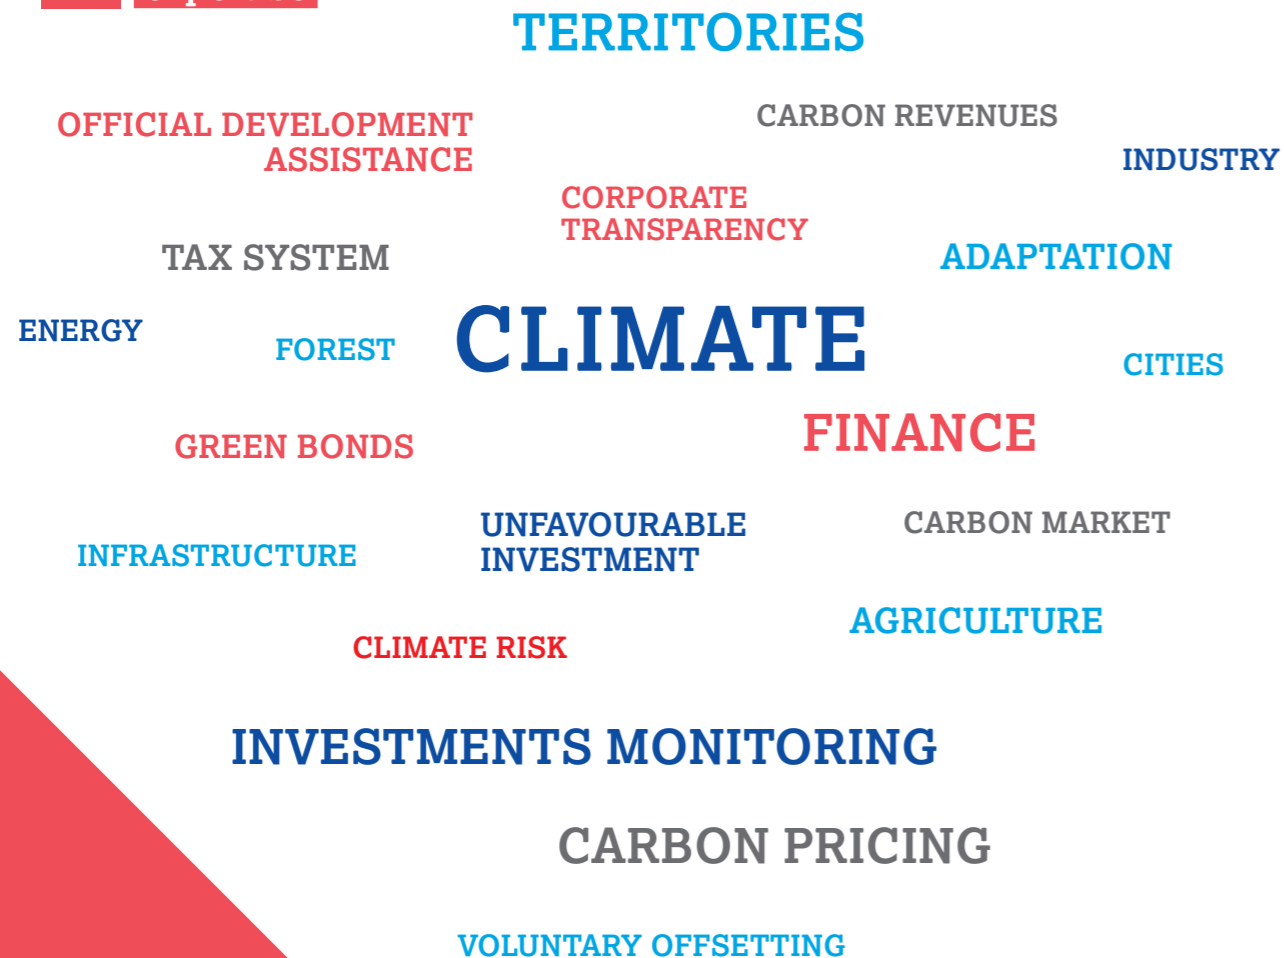 TERRITORIES
CARBON REVENUES
OFFICIAL DEVELOPMENT
ASSISTANCE
INDUSTRY
CORPORATE
TRANSPARENCY
TAX SYSTEM
ADAPTATION
ENERGY
FOREST
CLIMATE
CITIES
FINANCE
GREEN BONDS
UNFAVOURABLE
INVESTMENT
CARBON MARKET
INFRASTRUCTURE
AGRICULTURE
CLIMATE RISK
INVESTMENTS MONITORING
CARBON PRICING
VOLUNTARY OFFSETTING